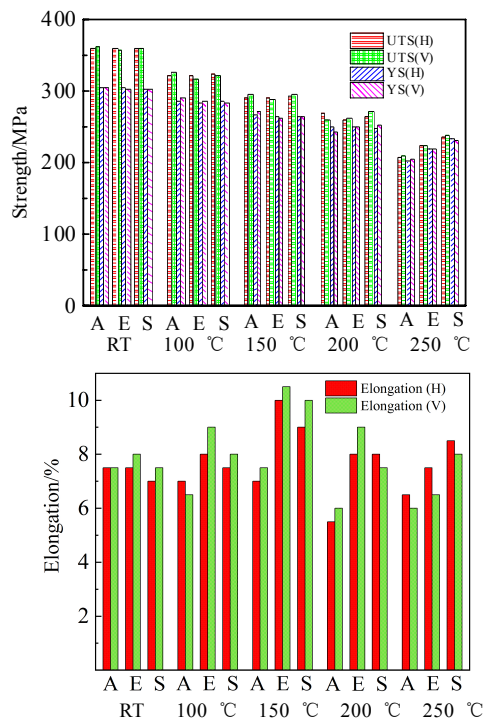 400
300
200
100
0
Strength/MPa
UTS(H)
UTS(V)
YS(H)
YS(V)
A E S A E S A E S A E S A E S
RT 100 ℃ 150 ℃ 200 ℃ 250 ℃
10
8
6
4
2
Elongation/%
Elongation (H)
Elongation (V)
A E S A E S A E S A E S A E S
RT 100 ℃ 150 ℃ 200 ℃ 250 ℃